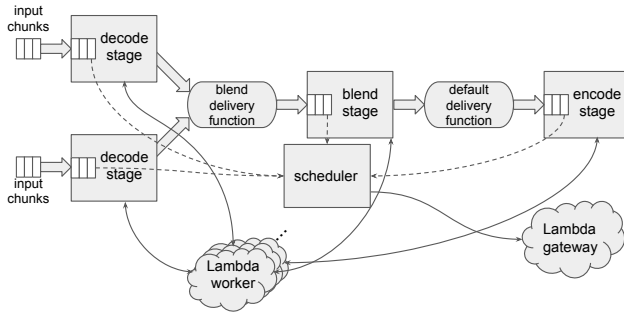 input
chunks
decode
stage
blend
delivery
function
blend
stage
default
delivery
function
encode
stage
decode
stage
input
chunks
scheduler
Lambda
worker
...
Lambda
gateway